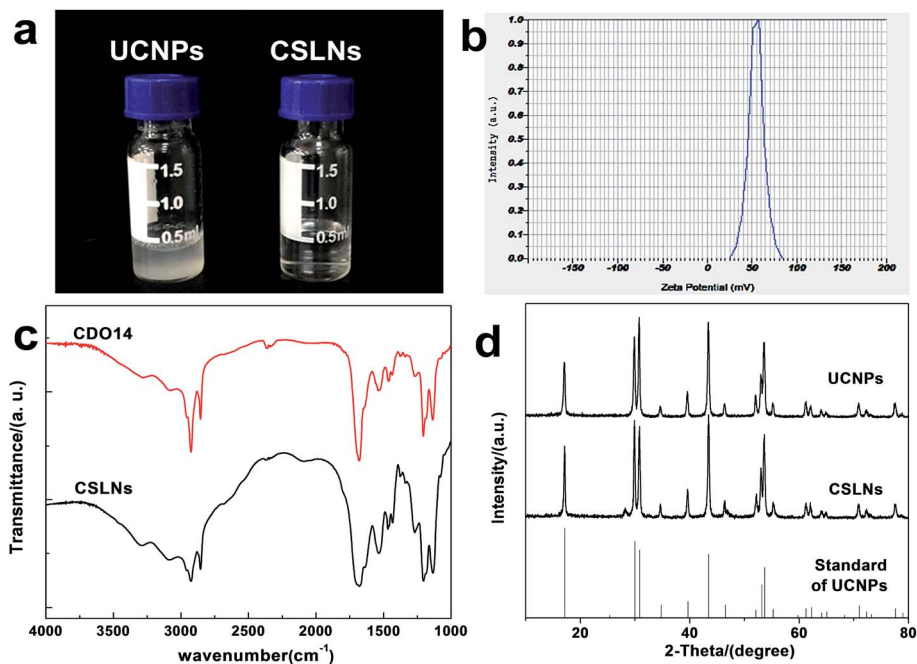 a
UCNPs CSLNs
1.5
1.0
0.5ml
1.5
1.0
0.5ml
b
Intensity (a.u.)
1.0
0.9
0.8
0.7
0.6
0.5
0.4
0.3
0.2
0.1
0.0
-150 -100 -50 0 50 100 150 200
Zeta Potential (mV)
c
CDO14
CSLNs
Transmittance/(a. u.)
4000 3500 3000 2500 2000 1500 1000
wavenumber(cm-1)
d
UCNPs
CSLNs
Standard
of UCNPs
Intensity/(a.u.)
20 40 60 80
2-Theta/(degree)